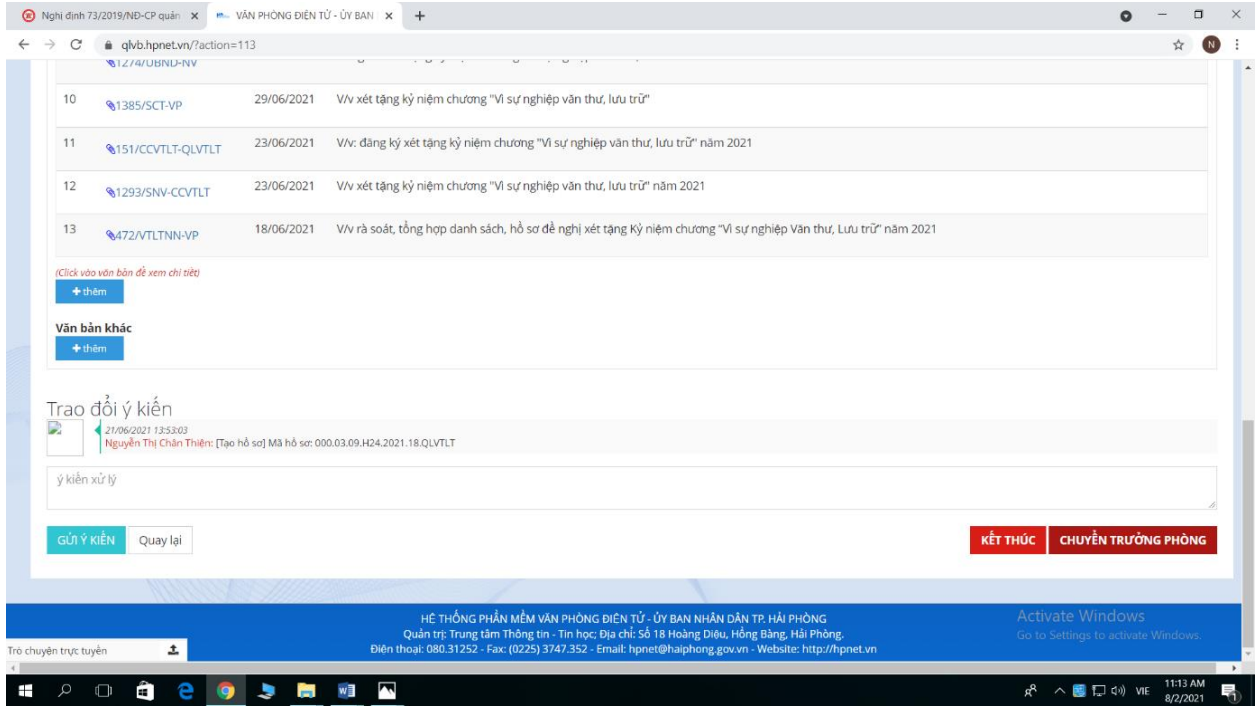 Nghị định 73/2019/NĐ-CP quản
VĂN PHÒNG ĐIỆN TỬ - ỦY BAN
qlvb.hpnet.vn/?action=113
N
1274/UBND-NV
10 1385/SCT-VP 29/06/2021 V/v xét tặng kỷ niệm chương "Vì sự nghiệp văn thư, lưu trữ"
11 151/CCVTLT-QLVTLT 23/06/2021 V/v: đăng ký xét tặng kỷ niệm chương "Vì sự nghiệp văn thư, lưu trữ" năm 2021
12 1293/SNV-CCVTLT 23/06/2021 V/v xét tặng kỷ niệm chương "Vì sự nghiệp văn thư, lưu trữ" năm 2021
13 472/VTLTNN-VP 18/06/2021 V/v rà soát, tổng hợp danh sách, hồ sơ đề nghị xét tặng Kỷ niệm chương "Vì sự nghiệp Văn thư, Lưu trữ" năm 2021
(Click vào văn bản để xem chi tiết)
+ thêm
Văn bản khác
+ thêm
Trao đổi ý kiến
21/06/2021 13:53:03
Nguyễn Thị Chân Thiện: [Tạo hồ sơ] Mã hồ sơ: 000.03.09.H24.2021.18.QLVTLT
ý kiến xử lý
GỬI Ý KIẾN Quay lại KẾT THÚC CHUYỂN TRƯỞNG PHÒNG
HỆ THỐNG PHẦN MỀM VĂN PHÒNG ĐIỆN TỬ - ỦY BAN NHÂN DÂN TP. HẢI PHÒNG
Quản trị: Trung tâm Thông tin - Tin học; Địa chỉ: Số 18 Hoàng Diệu, Hồng Bàng, Hải Phòng.
Điện thoại: 080.31252 - Fax: (0225) 3747.352 - Email: hpnet@haiphong.gov.vn - Website: http://hpnet.vn
Activate Windows
Go to Settings to activate Windows.
Trò chuyện trực tuyến
VIE
11:13 AM
8/2/2021